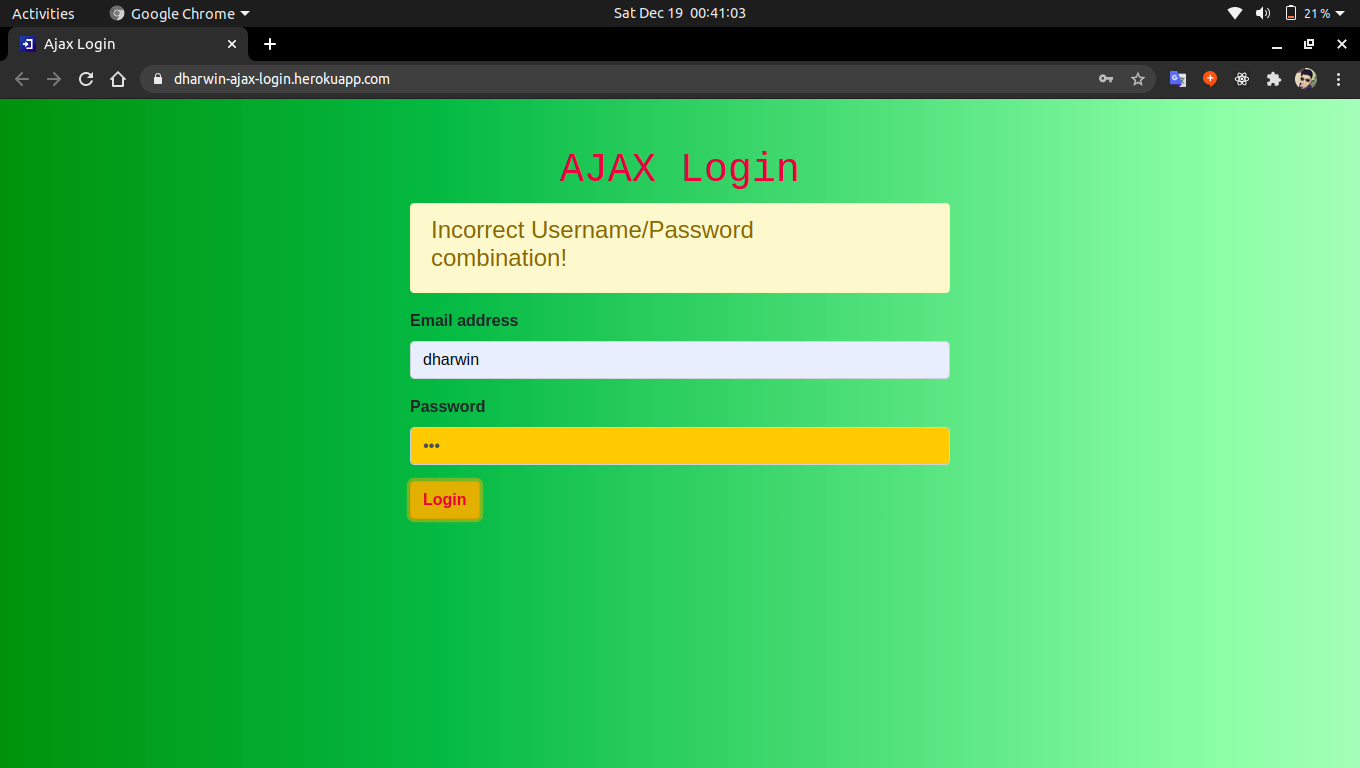 Activities Google Chrome Sat Dec 19 00:41:03 21 %
Ajax Login
dharwin-ajax-login.herokuapp.com
AJAX Login
Incorrect Username/Password
combination!
Email address
dharwin
Password
•••
Login